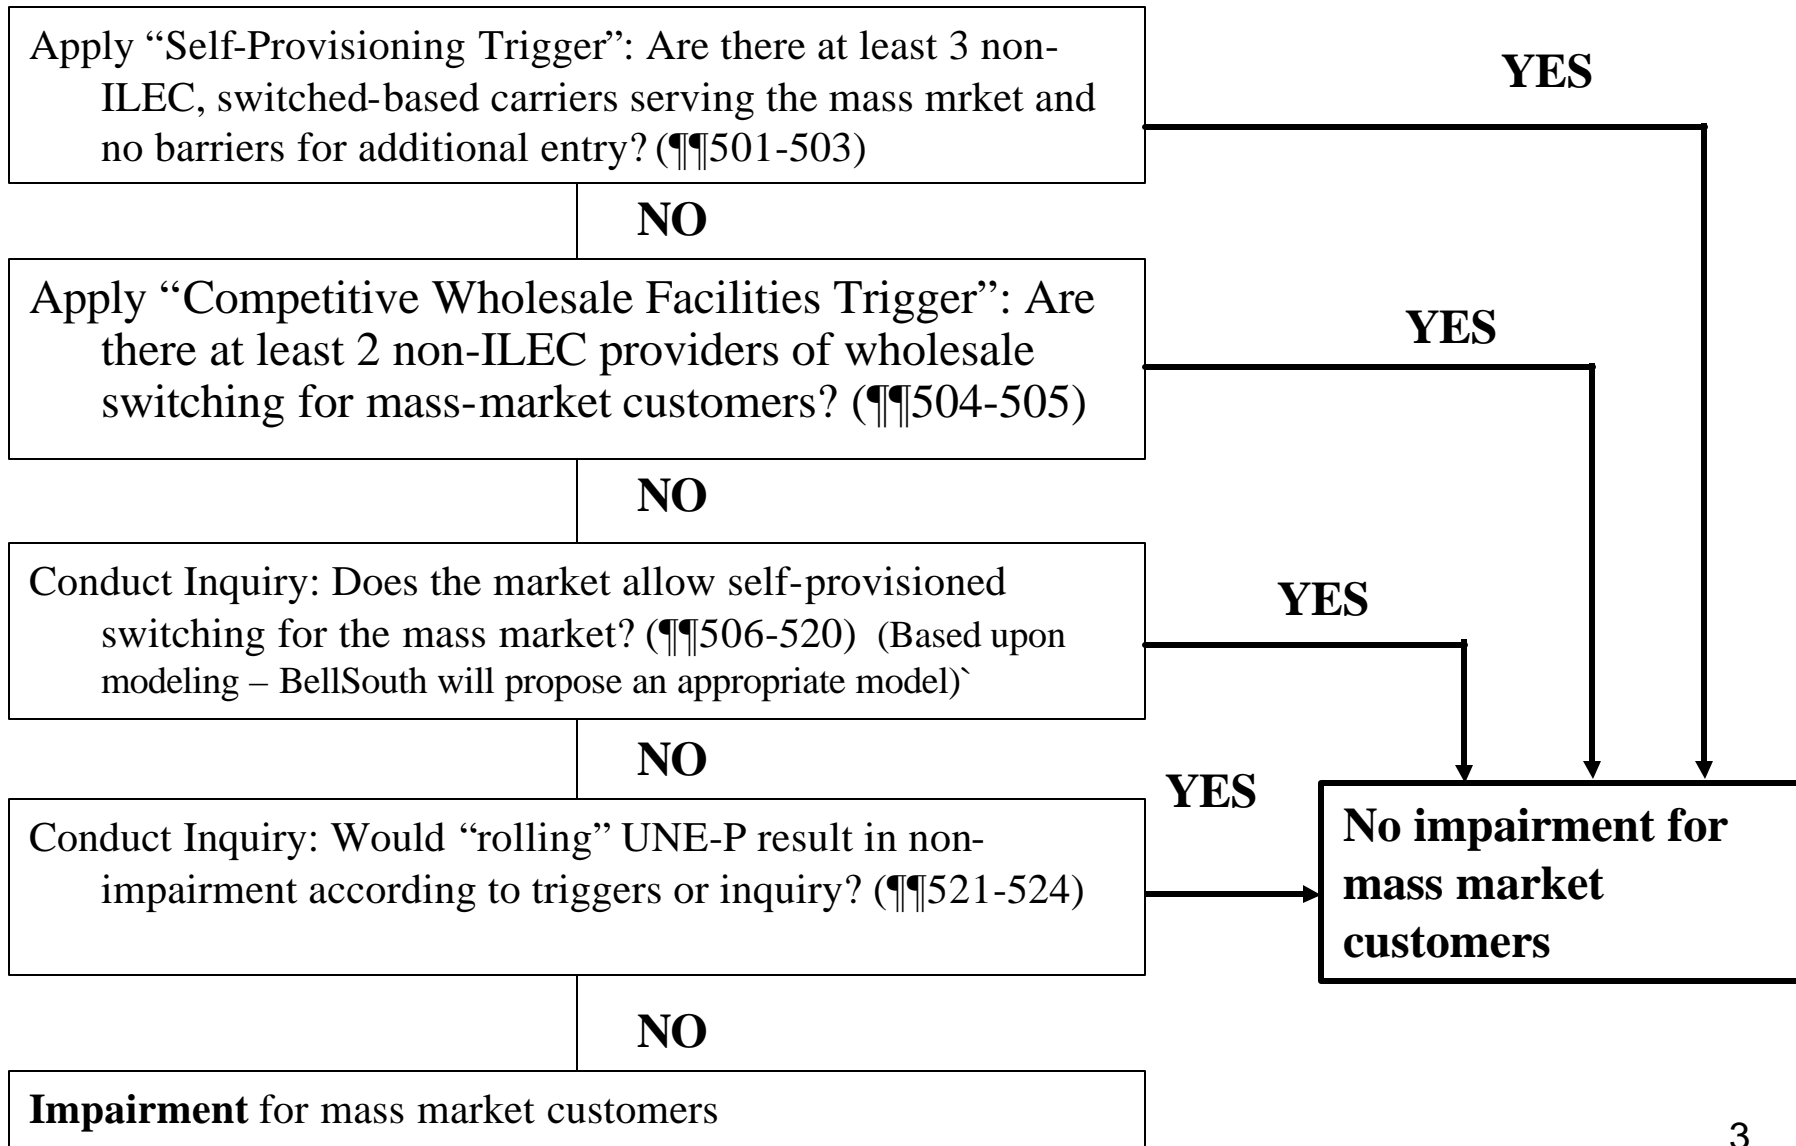 Apply “Self-Provisioning Trigger”: Are there at least 3 non-
ILEC, switched-based carriers serving the mass mrket and
no barriers for additional entry? (¶¶501-503)
YES
NO
Apply “Competitive Wholesale Facilities Trigger”: Are
there at least 2 non-ILEC providers of wholesale
switching for mass-market customers? (¶¶504-505)
YES
NO
Conduct Inquiry: Does the market allow self-provisioned
switching for the mass market? (¶¶506-520) (Based upon
modeling – BellSouth will propose an appropriate model)`
YES
NO
Conduct Inquiry: Would “rolling” UNE-P result in non-
impairment according to triggers or inquiry? (¶¶521-524)
YES
No impairment for
mass market
customers
NO
Impairment for mass market customers
3